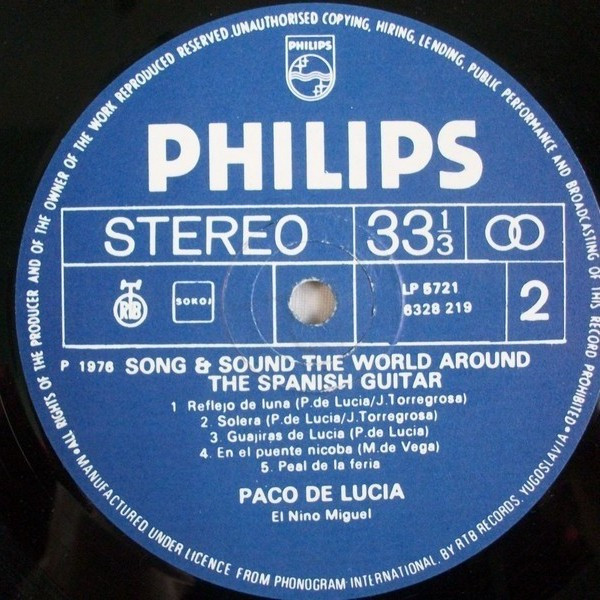 ALL RIGHTS OF THE PRODUCER AND OF THE OWNER OF THE WORK REPRODUCED RESERVED. UNAUTHORISED COPYING, HIRING, LENDING, PUBLIC PERFORMANCE AND BROADCASTING OF THIS RECORD PROHIBITED •
PHILIPS
PHILIPS
STEREO
33 1/3
RTB
SOKOJ
LP 5721
6328 219
2
P 1976 SONG & SOUND THE WORLD AROUND
THE SPANISH GUITAR
1 Reflejo de luna (P.de Lucia/J.Torregrosa)
2. Solera (P.de Lucia/J.Torregrosa)
3. Guajiras de Lucia (P.de Lucia)
4. En el puente nicoba (M.de Vega)
5. Peal de la feria
PACO DE LUCIA
El Nino Miguel
• MANUFACTURED UNDER LICENCE FROM PHONOGRAM INTERNATIONAL. BY RTB RECORDS. YUGOSLAVIA •